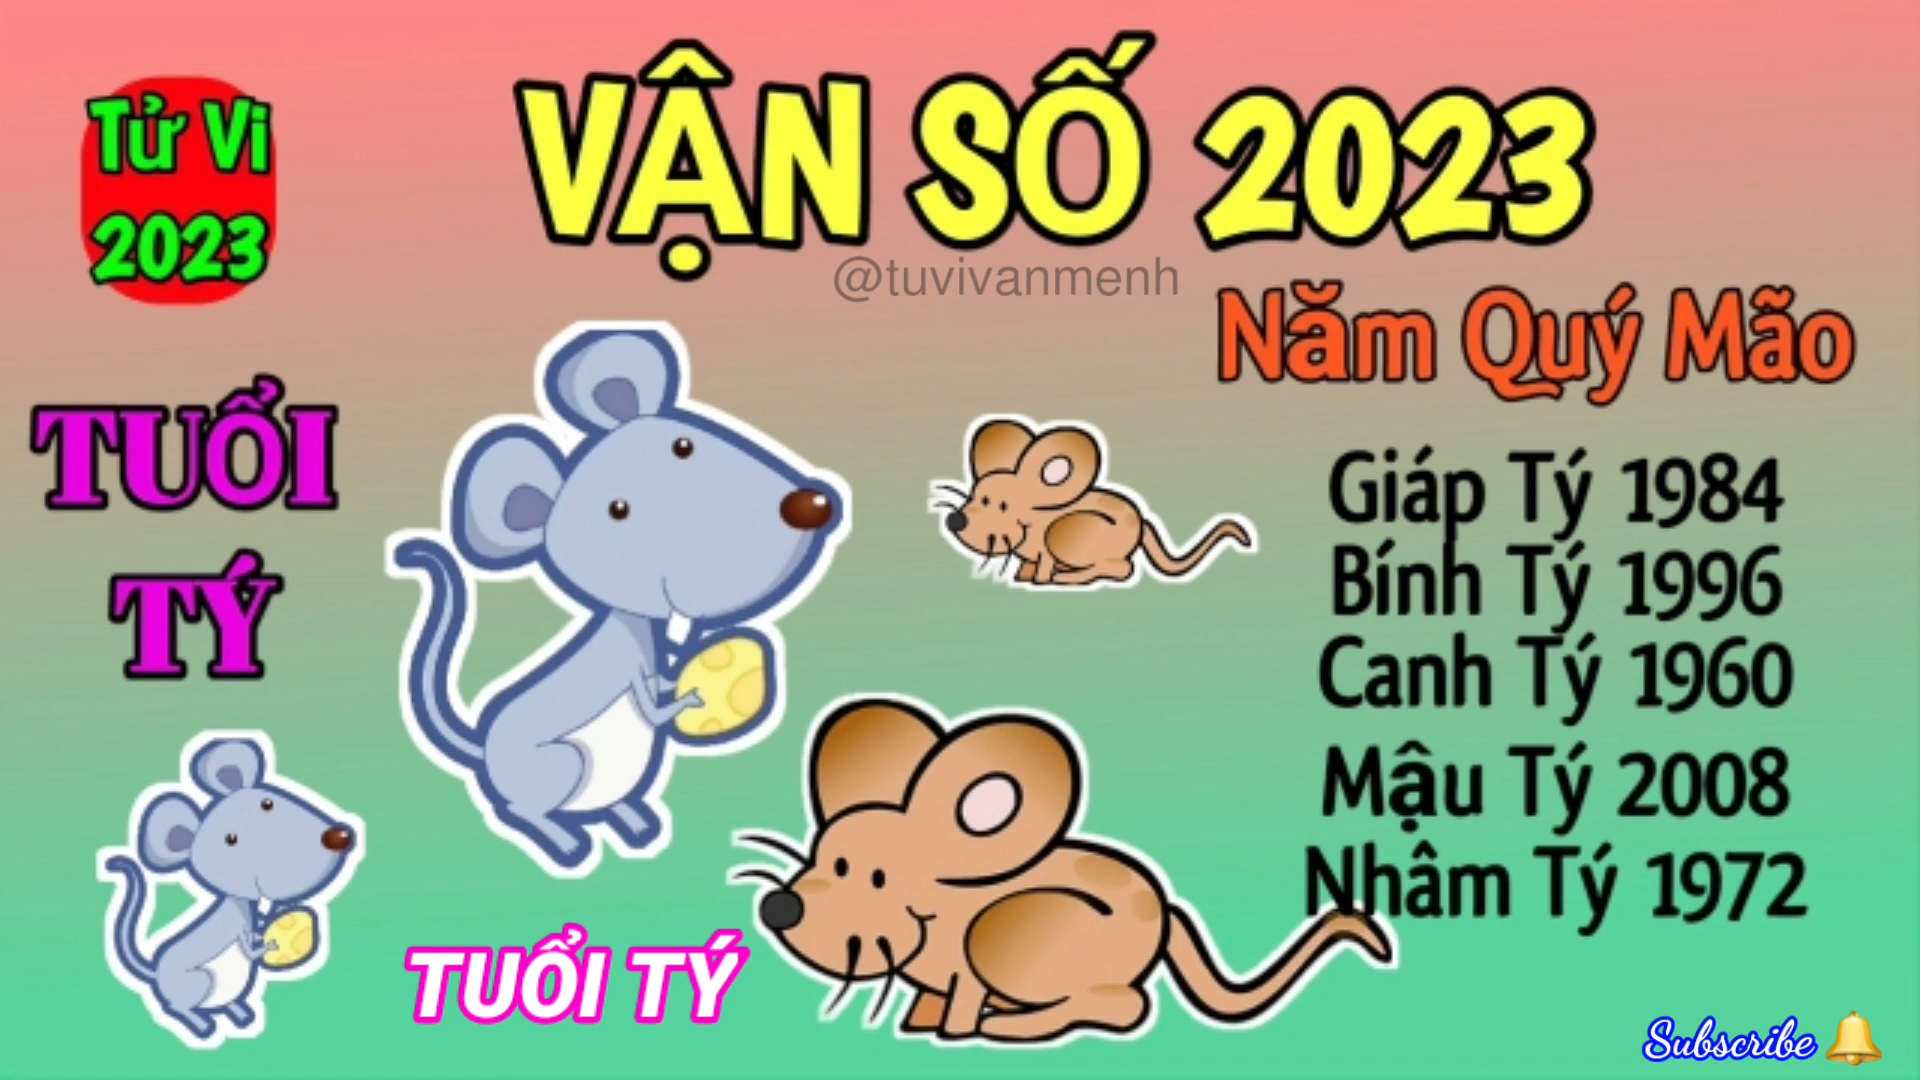 Tử Vi
2023
VẬN SỐ 2023
@tuvivanmenh
Năm Quý Mão
TUỔI
TÝ
Giáp Tý 1984
Bính Tý 1996
Canh Tý 1960
Mậu Tý 2008
Nhâm Tý 1972
TUỔI TÝ
Subscribe